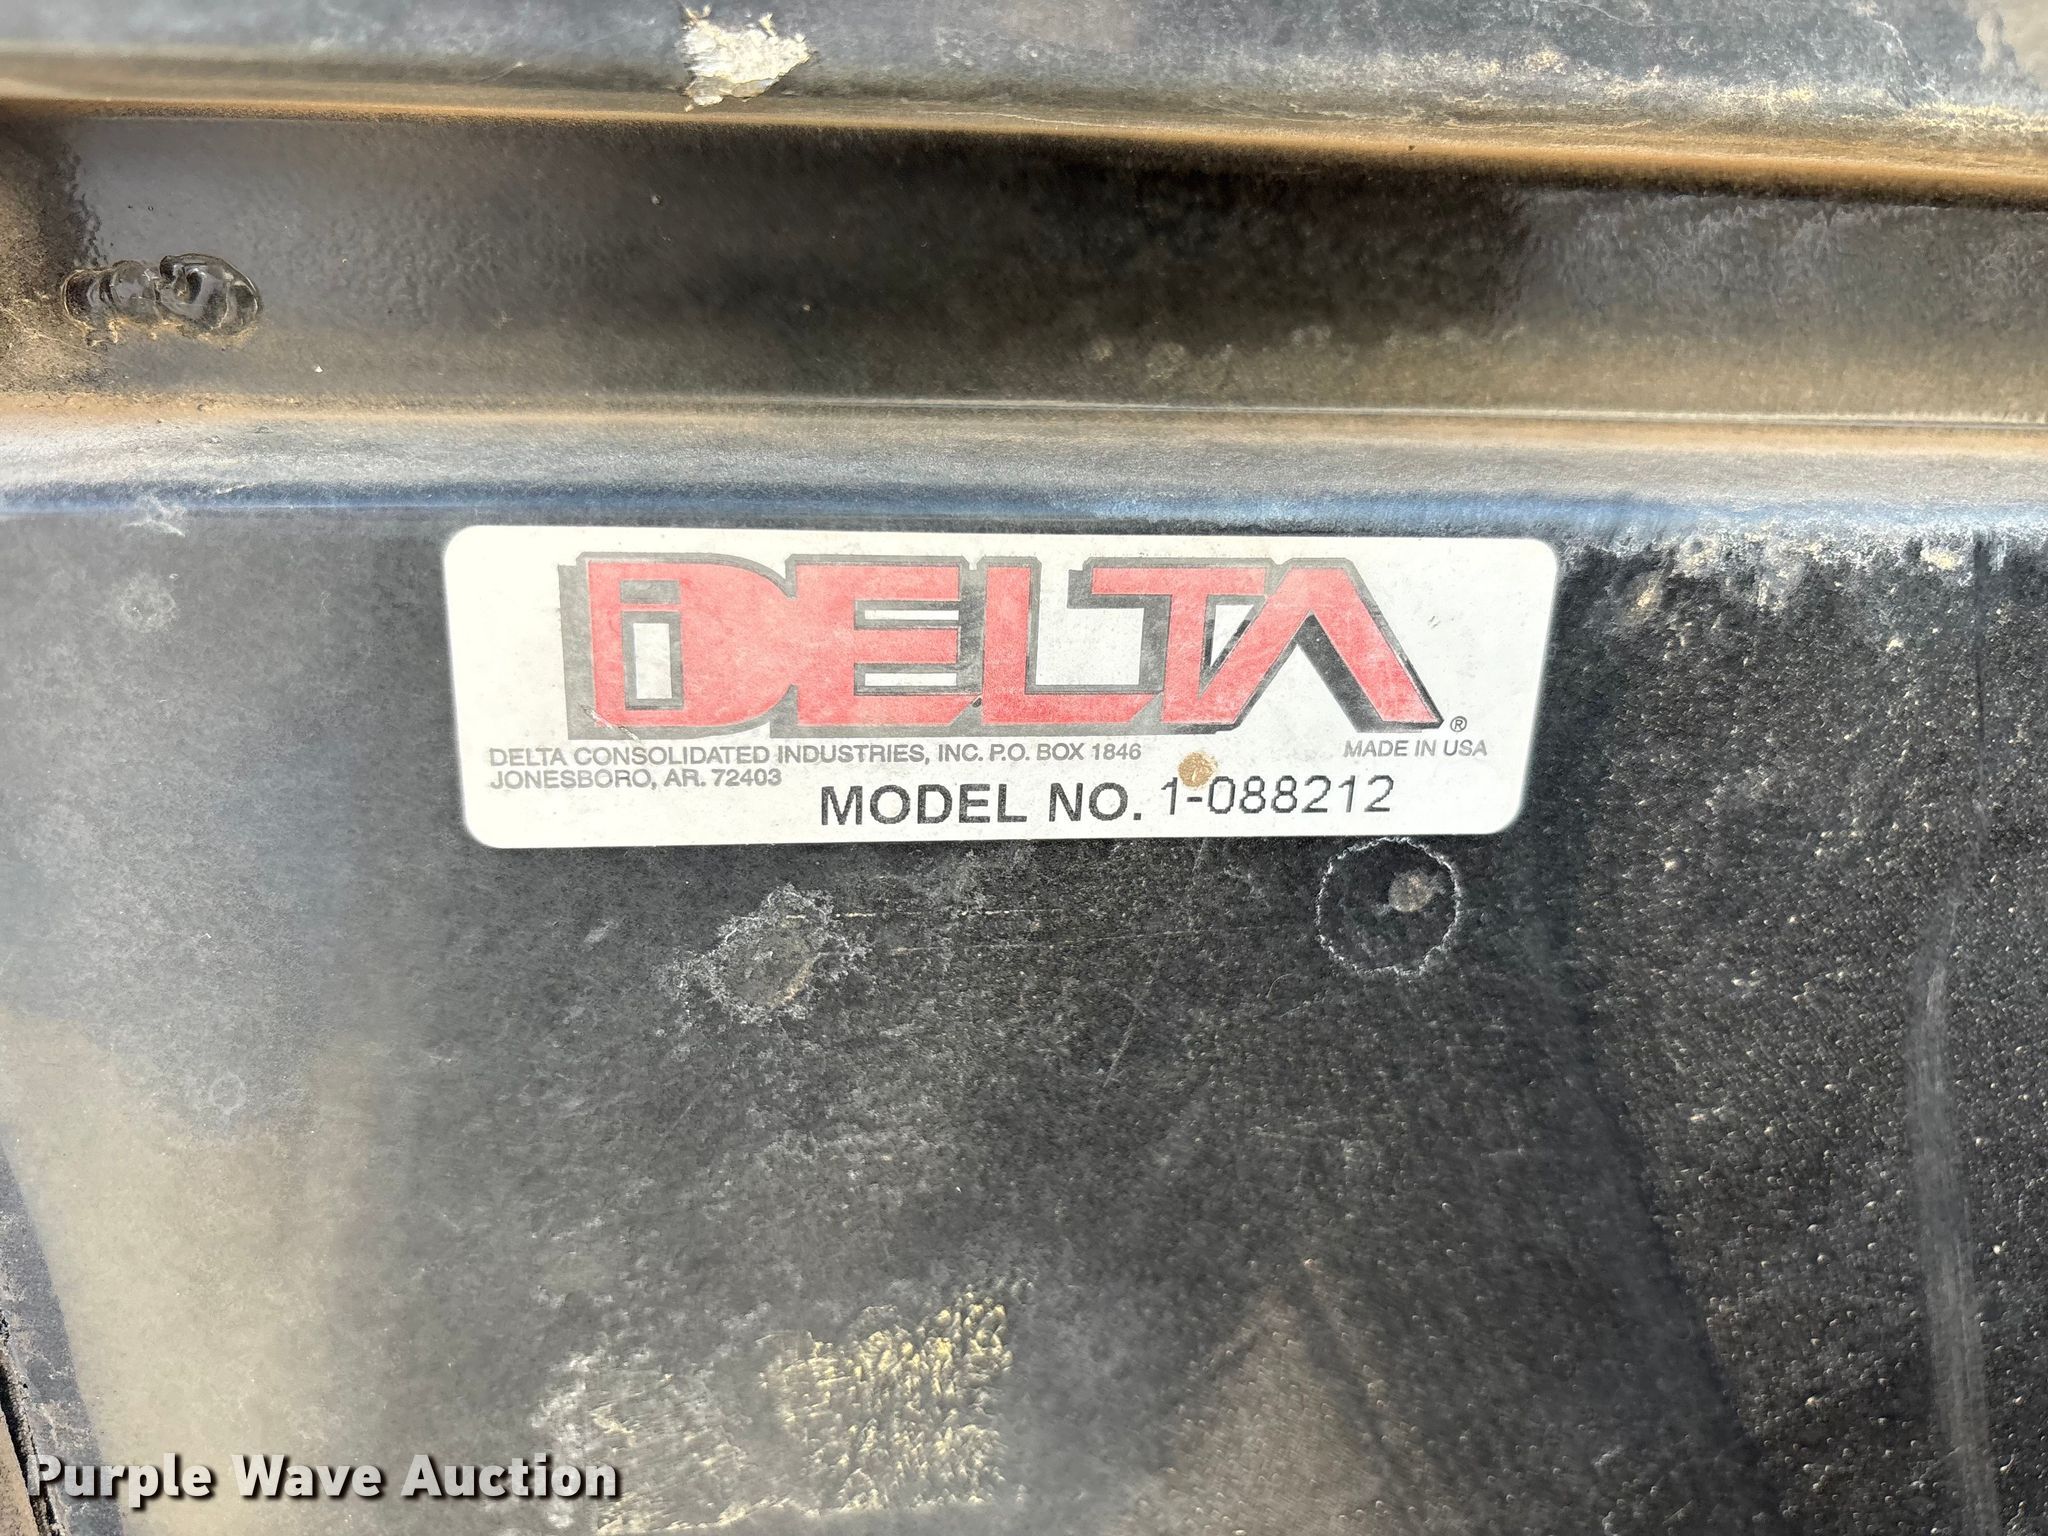 DELTA®
DELTA CONSOLIDATED INDUSTRIES, INC. P.O. BOX 1846 MADE IN USA
JONESBORO, AR. 72403
MODEL NO. 1-088212
Purple Wave Auction